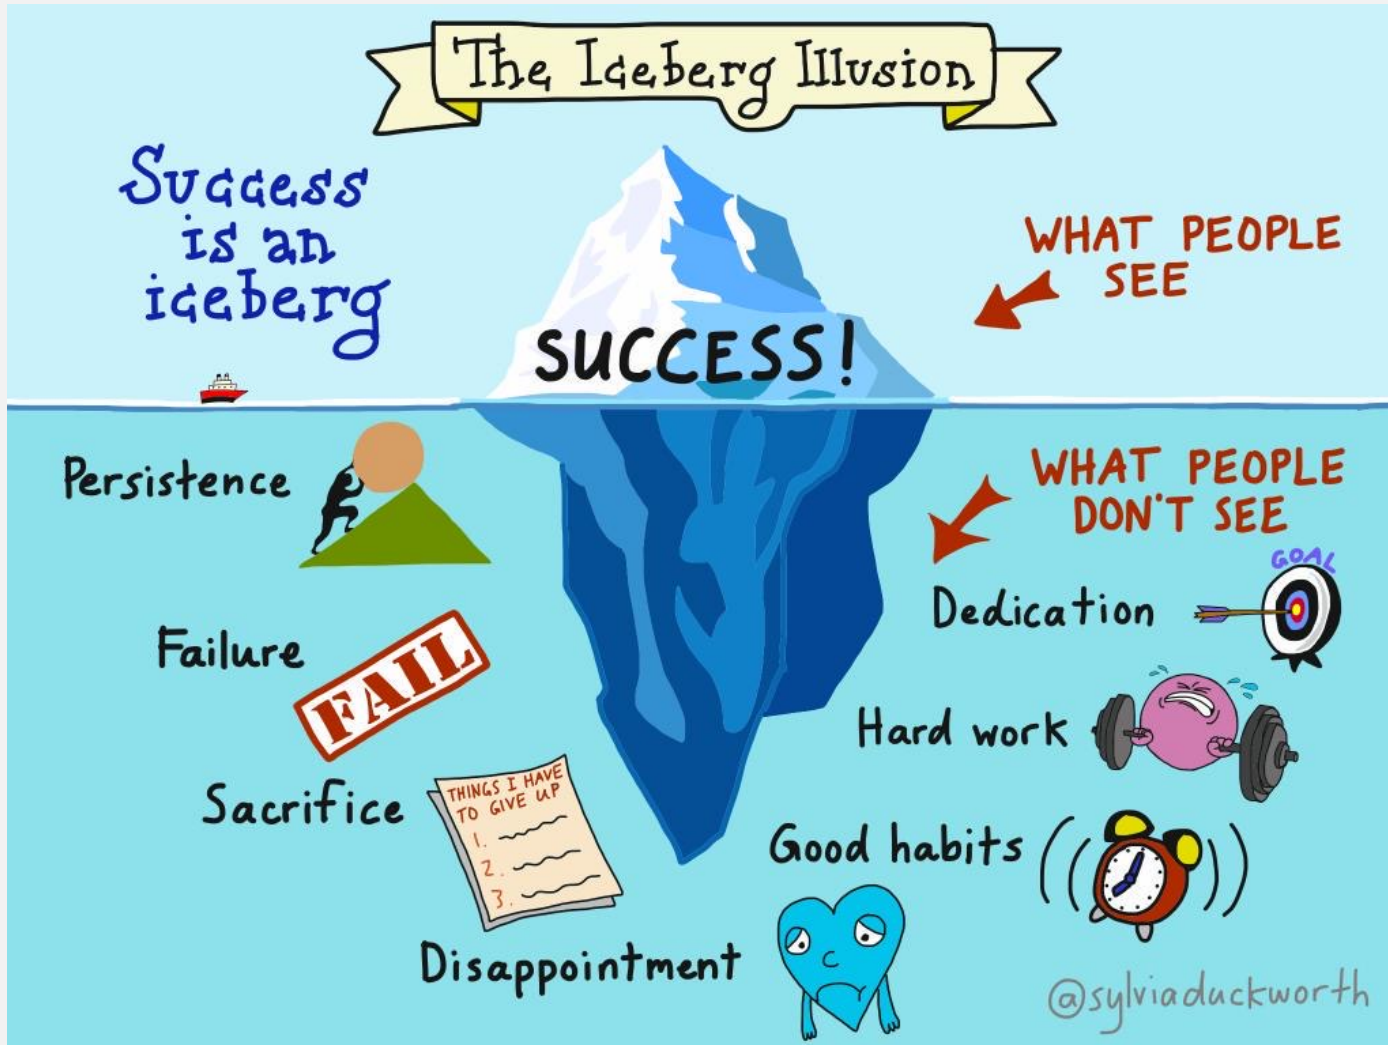 The Iceberg Illusion
Success
is an
iceberg
WHAT PEOPLE
SEE
SUCCESS!
WHAT PEOPLE
DON'T SEE
Persistence
Failure
FAIL
Sacrifice
THINGS I HAVE
TO GIVE UP
1.
2.
3.
Disappointment
GOAL
Dedication
Hard work
Good habits
@sylviaduckworth